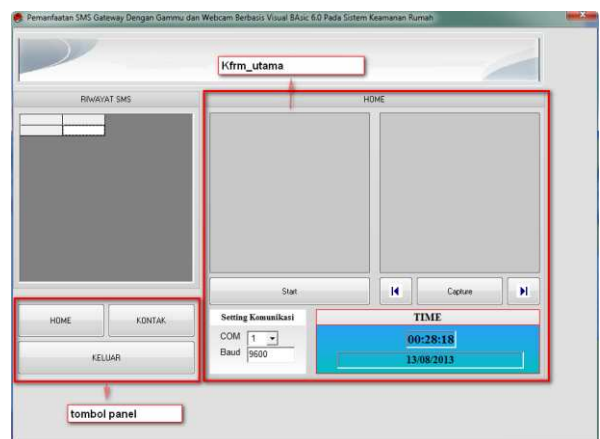 Pemanfaatan SMS Gateway Dengan Gammu dan Webcam Berbasis Visual BAsic 6.0 Pada Sistem Keamanan Rumah
Kfrm_utama
RIWAYAT SMS
HOME
Start
Capture
HOME
KONTAK
KELUAR
Setting Komunikasi
COM 1
Baud 9600
TIME
00:28:18
13/08/2013
tombol panel